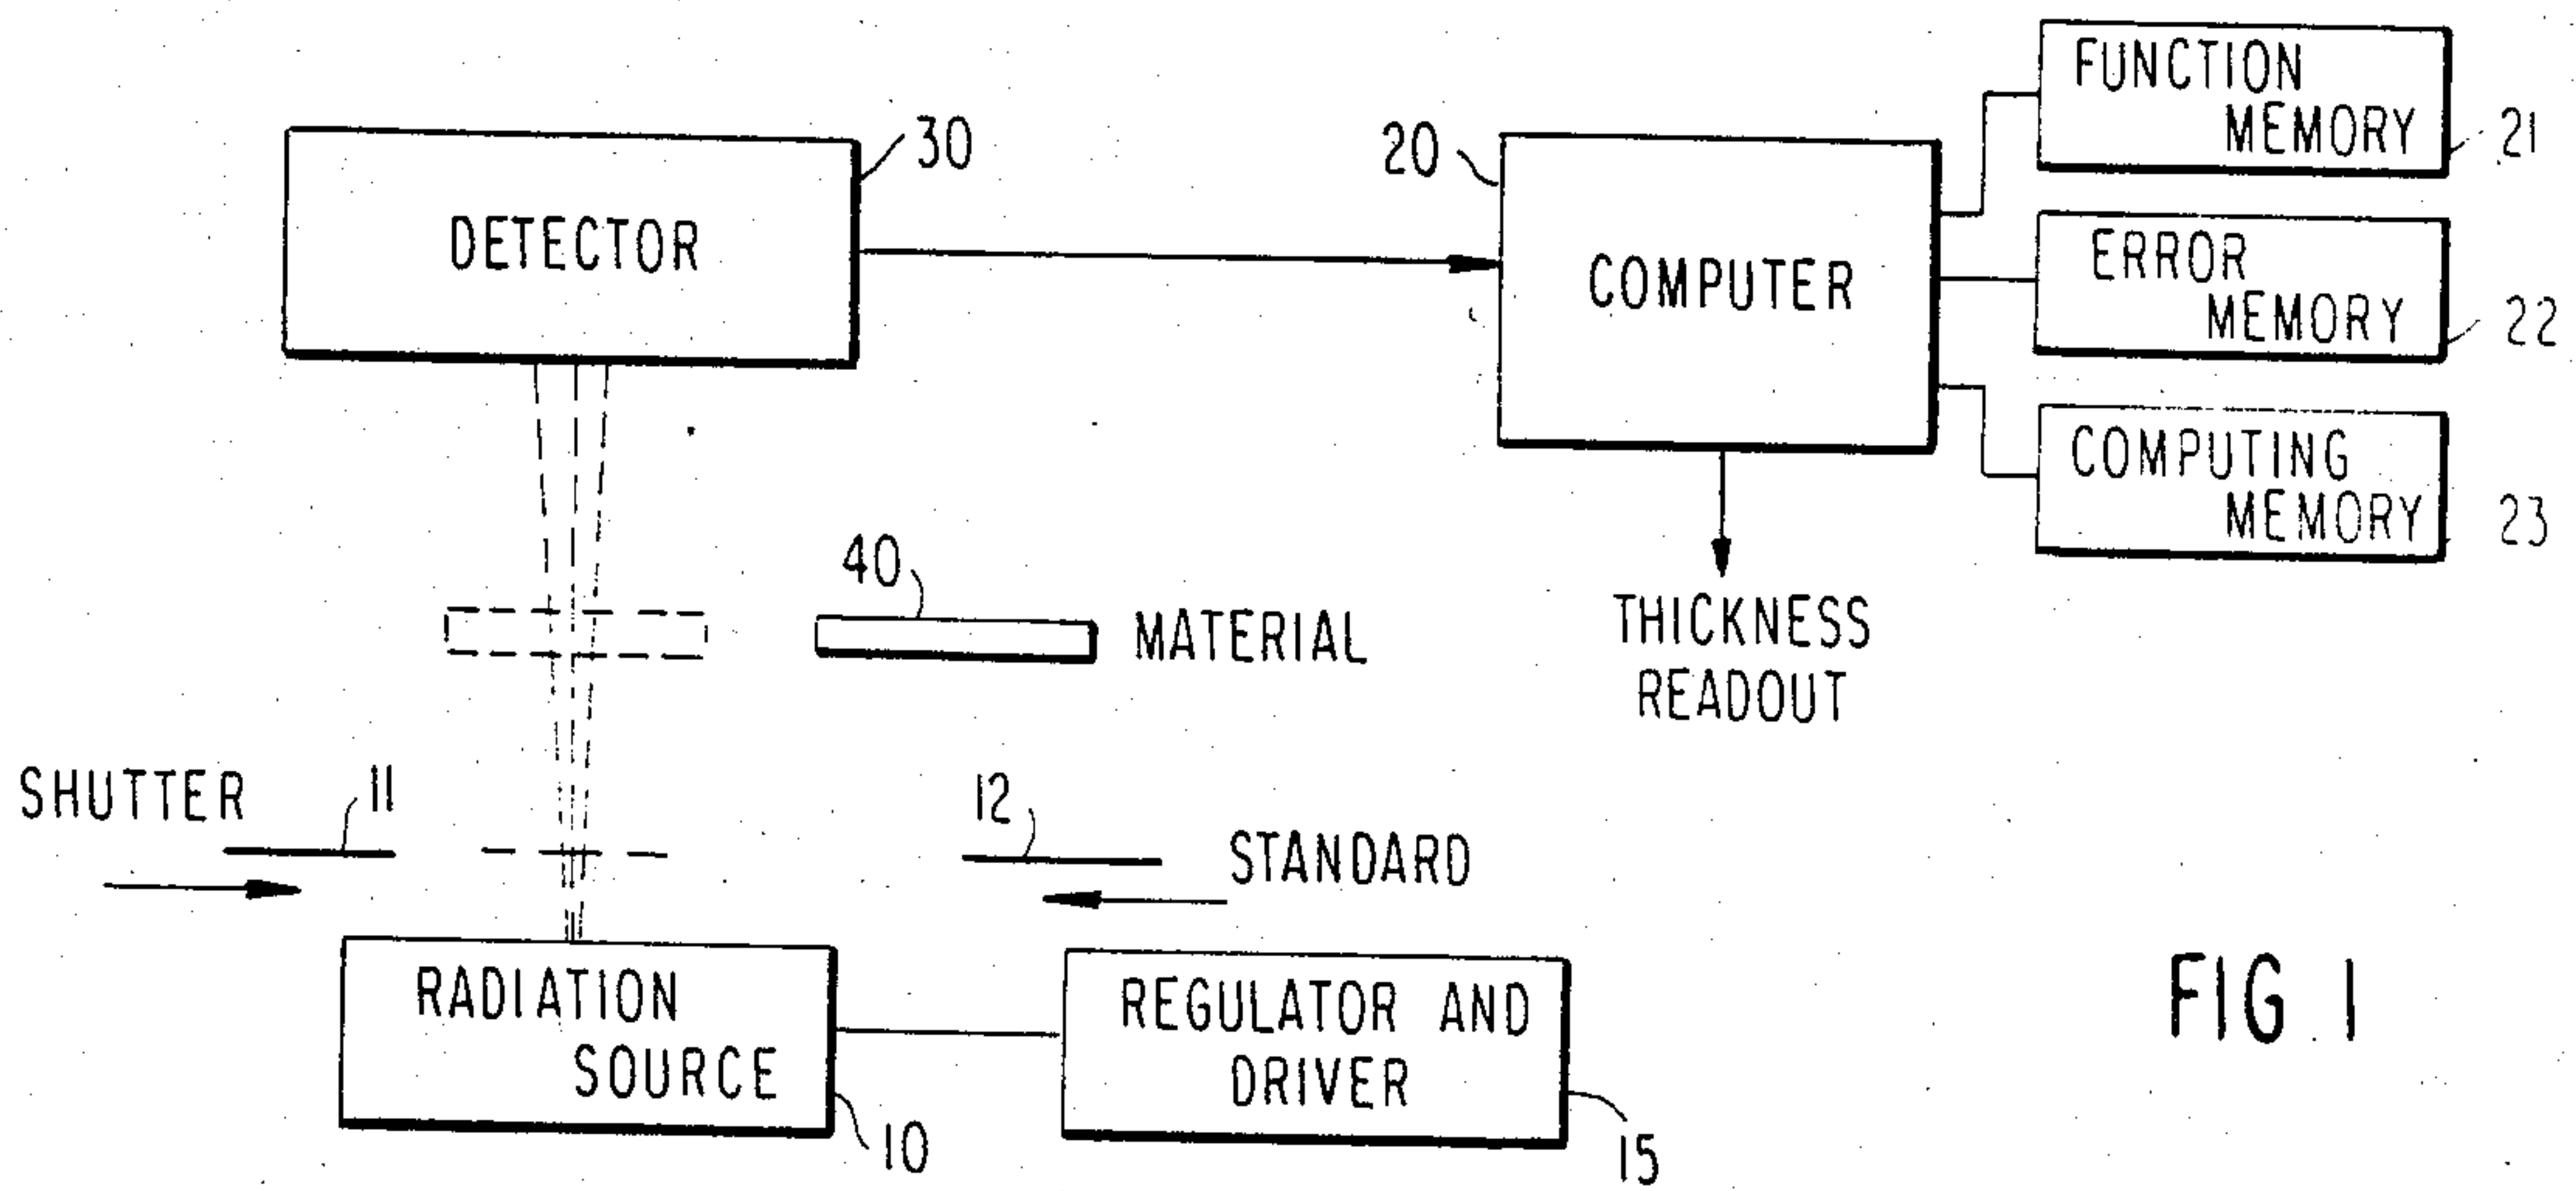 FUNCTION
MEMORY
21
30
20
DETECTOR
COMPUTER
ERROR
MEMORY
22
COMPUTING
MEMORY
23
40
MATERIAL
THICKNESS
READOUT
SHUTTER
11
12
STANDARD
RADIATION
SOURCE
10
REGULATOR AND
DRIVER
15
FIG. 1